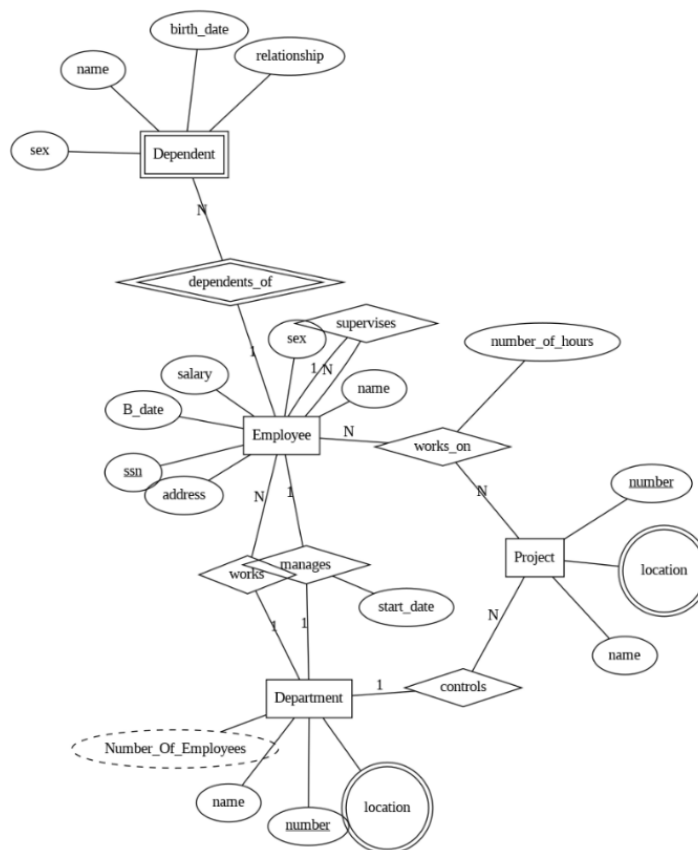 birth_date
relationship
name
sex
Dependent
N
dependents_of
supervises
sex
1
number_of_hours
1
N
salary
name
B_date
Employee
N
works_on
ssn
address
number
N
N
1
Project
location
works
manages
start_date
N
1
1
name
1
controls
Department
Number_Of_Employees
name
number
location